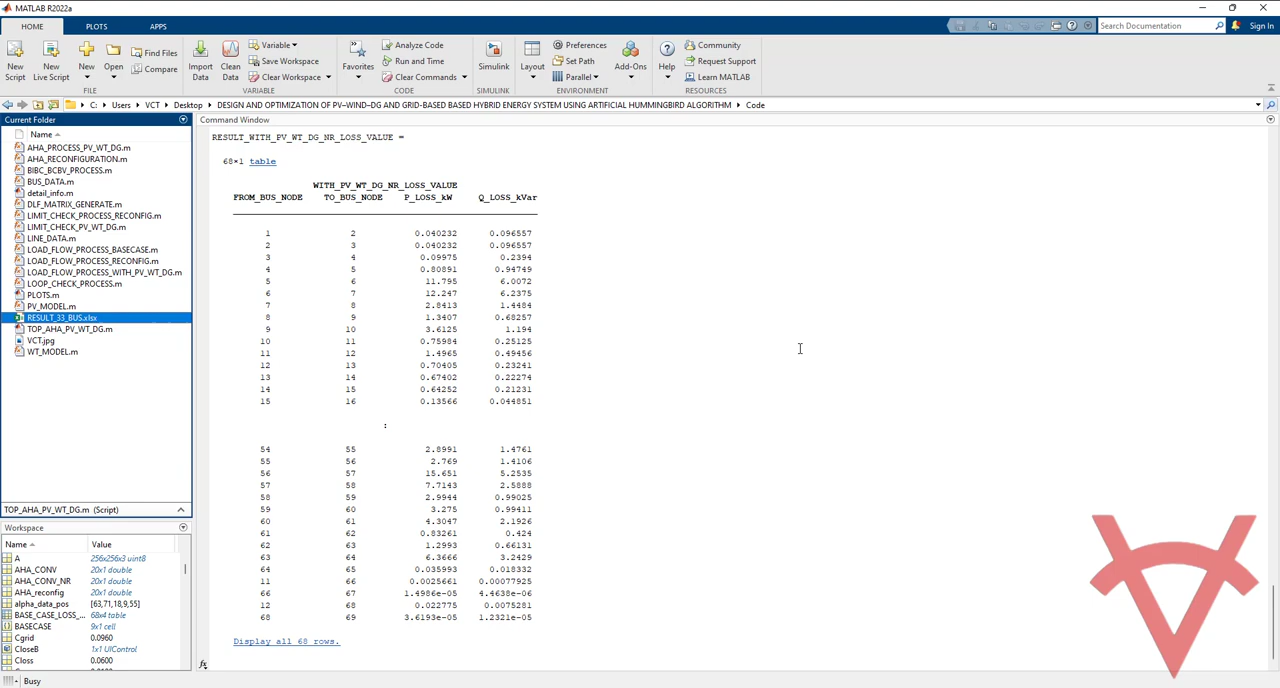 MATLAB R2022a
HOME PLOTS APPS
Search Documentation Sign In
New Script New Live Script New Open Find Files Compare Import Data Clean Data Variable Save Workspace Clear Workspace Favorites Analyze Code Run and Time Clear Commands Simulink Layout Preferences Set Path Parallel Add-Ons Help Community Request Support Learn MATLAB
FILE VARIABLE CODE SIMULINK ENVIRONMENT RESOURCES
C: Users VCT Desktop DESIGN AND OPTIMIZATION OF PV–WIND–DG AND GRID-BASED BASED HYBRID ENERGY SYSTEM USING ARTIFICIAL HUMMINGBIRD ALGORITHM Code
Current Folder
Name
AHA_PROCESS_PV_WT_DG.m
AHA_RECONFIGURATION.m
BIBC_BCBV_PROCESS.m
BUS_DATA.m
detail_info.m
DLF_MATRIX_GENERATE.m
LIMIT_CHECK_PROCESS_RECONFIG.m
LIMIT_CHECK_PV_WT_DG.m
LINE_DATA.m
LOAD_FLOW_PROCESS_BASECASE.m
LOAD_FLOW_PROCESS_RECONFIG.m
LOAD_FLOW_PROCESS_WITH_PV_WT_DG.m
LOOP_CHECK_PROCESS.m
PLOTS.m
PV_MODEL.m
RESULT_33_BUS.xlsx
TOP_AHA_PV_WT_DG.m
VCT.jpg
WT_MODEL.m
TOP_AHA_PV_WT_DG.m (Script)
Workspace
Name Value
A 256x256x3 uint8
AHA_CONV 20x1 double
AHA_CONV_NR 20x1 double
AHA_reconfig 20x1 double
alpha_data_pos [63,71,18,9,55]
BASE_CASE_LOSS_... 68x4 table
BASECASE 9x1 cell
Cgrid 0.0960
CloseB 1x1 UIControl
Closs 0.0600
Command Window
RESULT_WITH_PV_WT_DG_NR_LOSS_VALUE =
68×1 table
WITH_PV_WT_DG_NR_LOSS_VALUE
FROM_BUS_NODE TO_BUS_NODE P_LOSS_kW Q_LOSS_kVar
1 2 0.040232 0.096557
2 3 0.040232 0.096557
3 4 0.09975 0.2394
4 5 0.80891 0.94749
5 6 11.795 6.0072
6 7 12.247 6.2375
7 8 2.8413 1.4484
8 9 1.3407 0.68257
9 10 3.6125 1.194
10 11 0.75984 0.25125
11 12 1.4965 0.49456
12 13 0.70405 0.23241
13 14 0.67402 0.22274
14 15 0.64252 0.21231
15 16 0.13566 0.044851
:
54 55 2.8991 1.4761
55 56 2.769 1.4106
56 57 15.651 5.2535
57 58 7.7143 2.5888
58 59 2.9944 0.99025
59 60 3.275 0.99411
60 61 4.3047 2.1926
61 62 0.83261 0.424
62 63 1.2993 0.66131
63 64 6.3666 3.2429
64 65 0.035993 0.018332
11 66 0.0025661 0.00077925
66 67 1.4986e-05 4.4638e-06
12 68 0.022775 0.0075281
68 69 3.6193e-05 1.2321e-05
Display all 68 rows.
fx
Busy